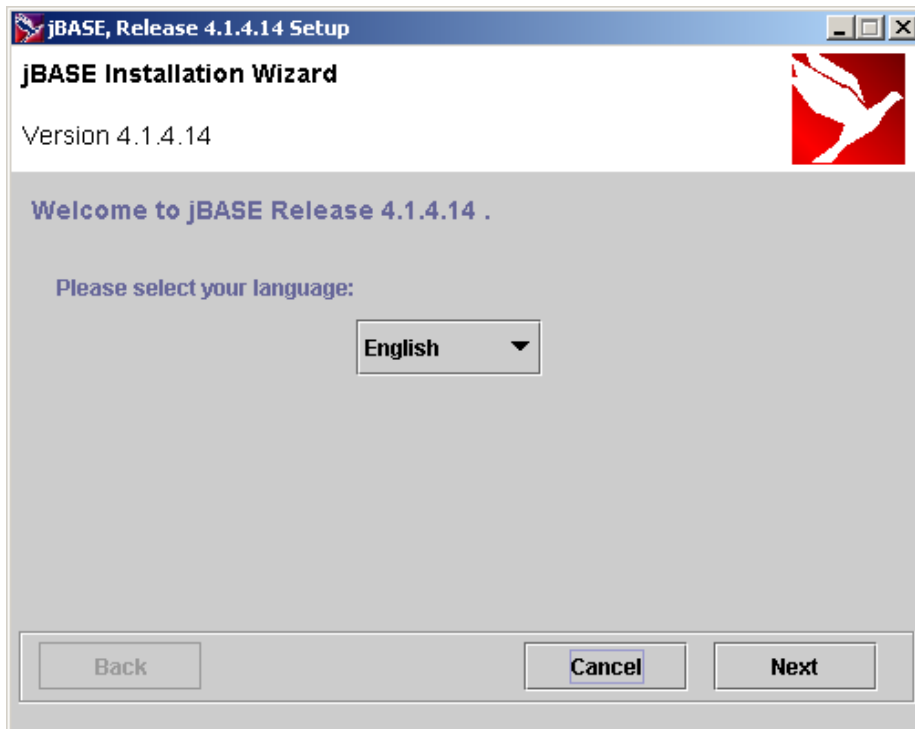 jBASE, Release 4.1.4.14 Setup
jBASE Installation Wizard
Version 4.1.4.14
Welcome to jBASE Release 4.1.4.14 .
Please select your language:
English
Back
Cancel
Next